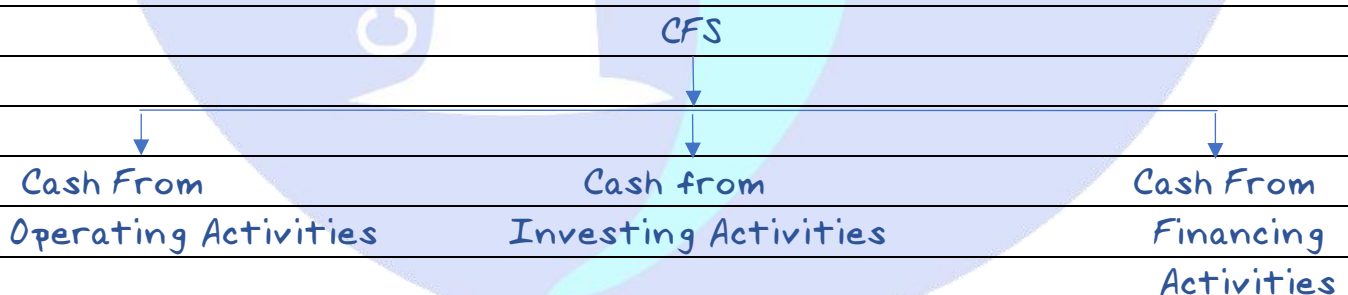 CFS
Cash From Cash from Cash From
Operating Activities Investing Activities Financing
Activities